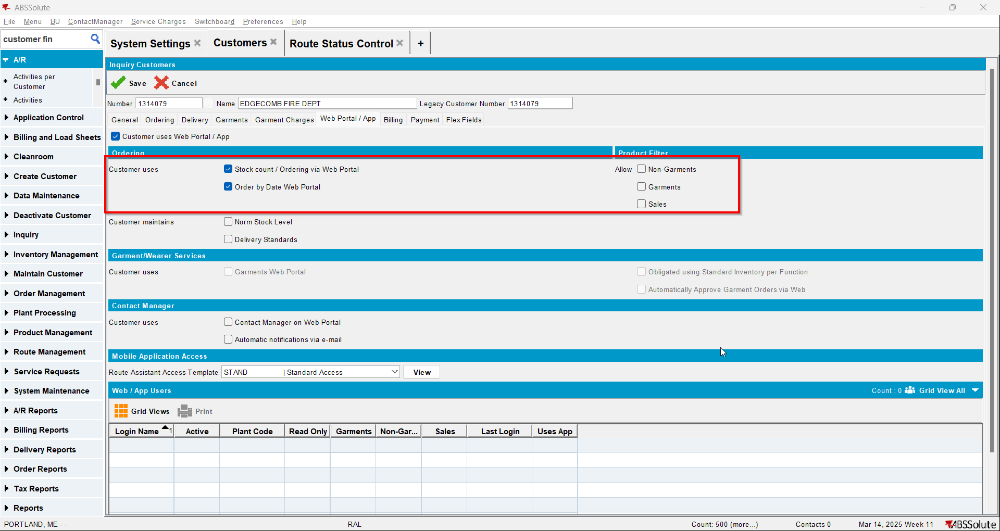 ABSSolute
File Menu BU ContactManager Service Charges Switchboard Preferences Help
customer fin
System Settings Customers Route Status Control +
A/R
Activities per
Customer
Activities
Application Control
Billing and Load Sheets
Cleanroom
Create Customer
Data Maintenance
Deactivate Customer
Inquiry
Inventory Management
Maintain Customer
Order Management
Plant Processing
Product Management
Route Management
Service Requests
System Maintenance
A/R Reports
Billing Reports
Delivery Reports
Order Reports
Tax Reports
Reports
Inquiry Customers
Save Cancel
Number 1314079 ... Name EDGECOMB FIRE DEPT Legacy Customer Number 1314079
General Ordering Delivery Garments Garment Charges Web Portal / App Billing Payment Flex Fields
Customer uses Web Portal / App
Ordering Product Filter
Customer uses Stock count / Ordering via Web Portal Allow Non-Garments
Order by Date Web Portal Garments
Sales
Customer maintains Norm Stock Level
Delivery Standards
Garment/Wearer Services
Customer uses Garments Web Portal Obligated using Standard Inventory per Function
Automatically Approve Garment Orders via Web
Contact Manager
Customer uses Contact Manager on Web Portal
Automatic notifications via e-mail
Mobile Application Access
Route Assistant Access Template STAND | Standard Access View
Web / App Users Count : 0 Grid View All
Grid Views Print
Login Name 1 Active Plant Code Read Only Garments Non-Gar... Sales Last Login Uses App
PORTLAND, ME - - RAL Count: 500 (more...) Contacts 0 Mar 14, 2025 Week 11 ABSSolute